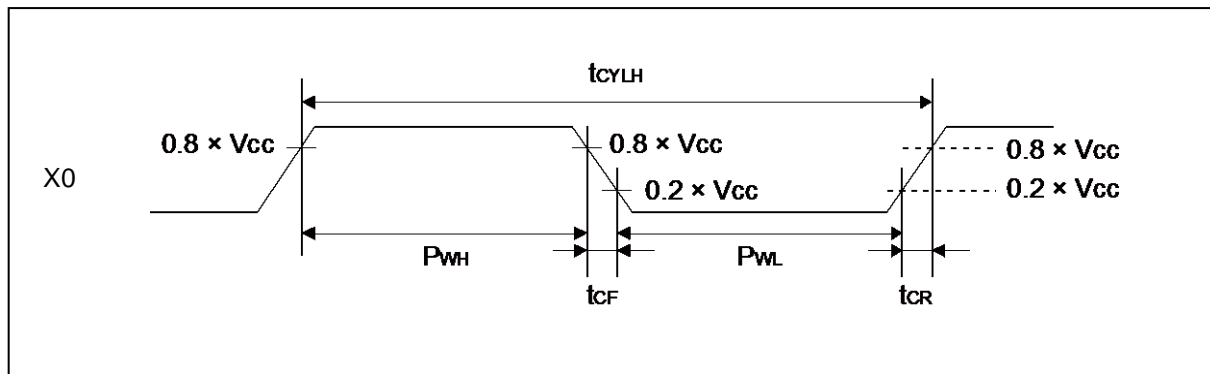 tCYLH
0.8 × VCC
0.8 × VCC
0.8 × VCC
X0
0.2 × VCC
0.2 × VCC
PWH
PWL
tCF
tCR